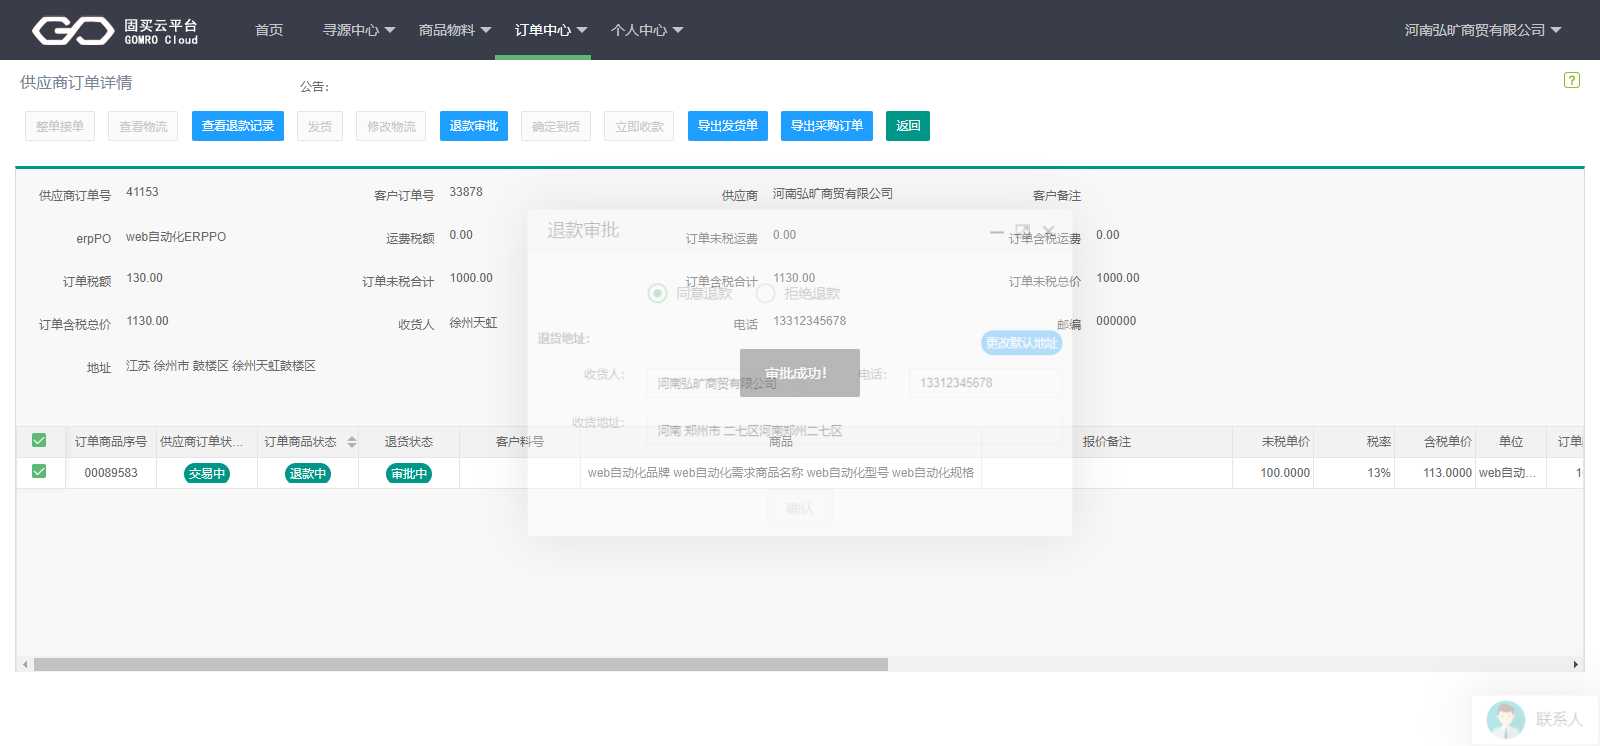 固买云平台
GOMRO Cloud
首页 寻源中心 商品物料 订单中心 个人中心 河南弘旷商贸有限公司
供应商订单详情 公告： ?
整单接单 查看物流 查看退款记录 发货 修改物流 退款审批 确定到货 立即收款 导出发货单 导出采购订单 返回
供应商订单号 41153 客户订单号 33878 供应商 河南弘旷商贸有限公司 客户备注
退款审批
erpPO web自动化ERPPO 运费税额 0.00 订单未税运费 0.00 订单含税运费 0.00
订单税额 130.00 订单未税合计 1000.00 订单含税合计 1130.00 订单未税总价 1000.00
同意退款 拒绝退款
订单含税总价 1130.00 收货人 徐州天虹 电话 13312345678 邮编 000000
退货地址： 更改默认地址
地址 江苏 徐州市 鼓楼区 徐州天虹鼓楼区
审批成功！
收货人： 河南弘旷商贸有限公司 电话： 13312345678
收货地址： 河南 郑州市 二七区河南郑州二七区
订单商品序号 供应商订单状... 订单商品状态 退货状态 客户料号 商品 报价备注 未税单价 税率 含税单价 单位 订单
00089583 交易中 退款中 审批中 web自动化品牌 web自动化需求商品名称 web自动化型号 web自动化规格 100.0000 13% 113.0000 web自动...
确认
联系人